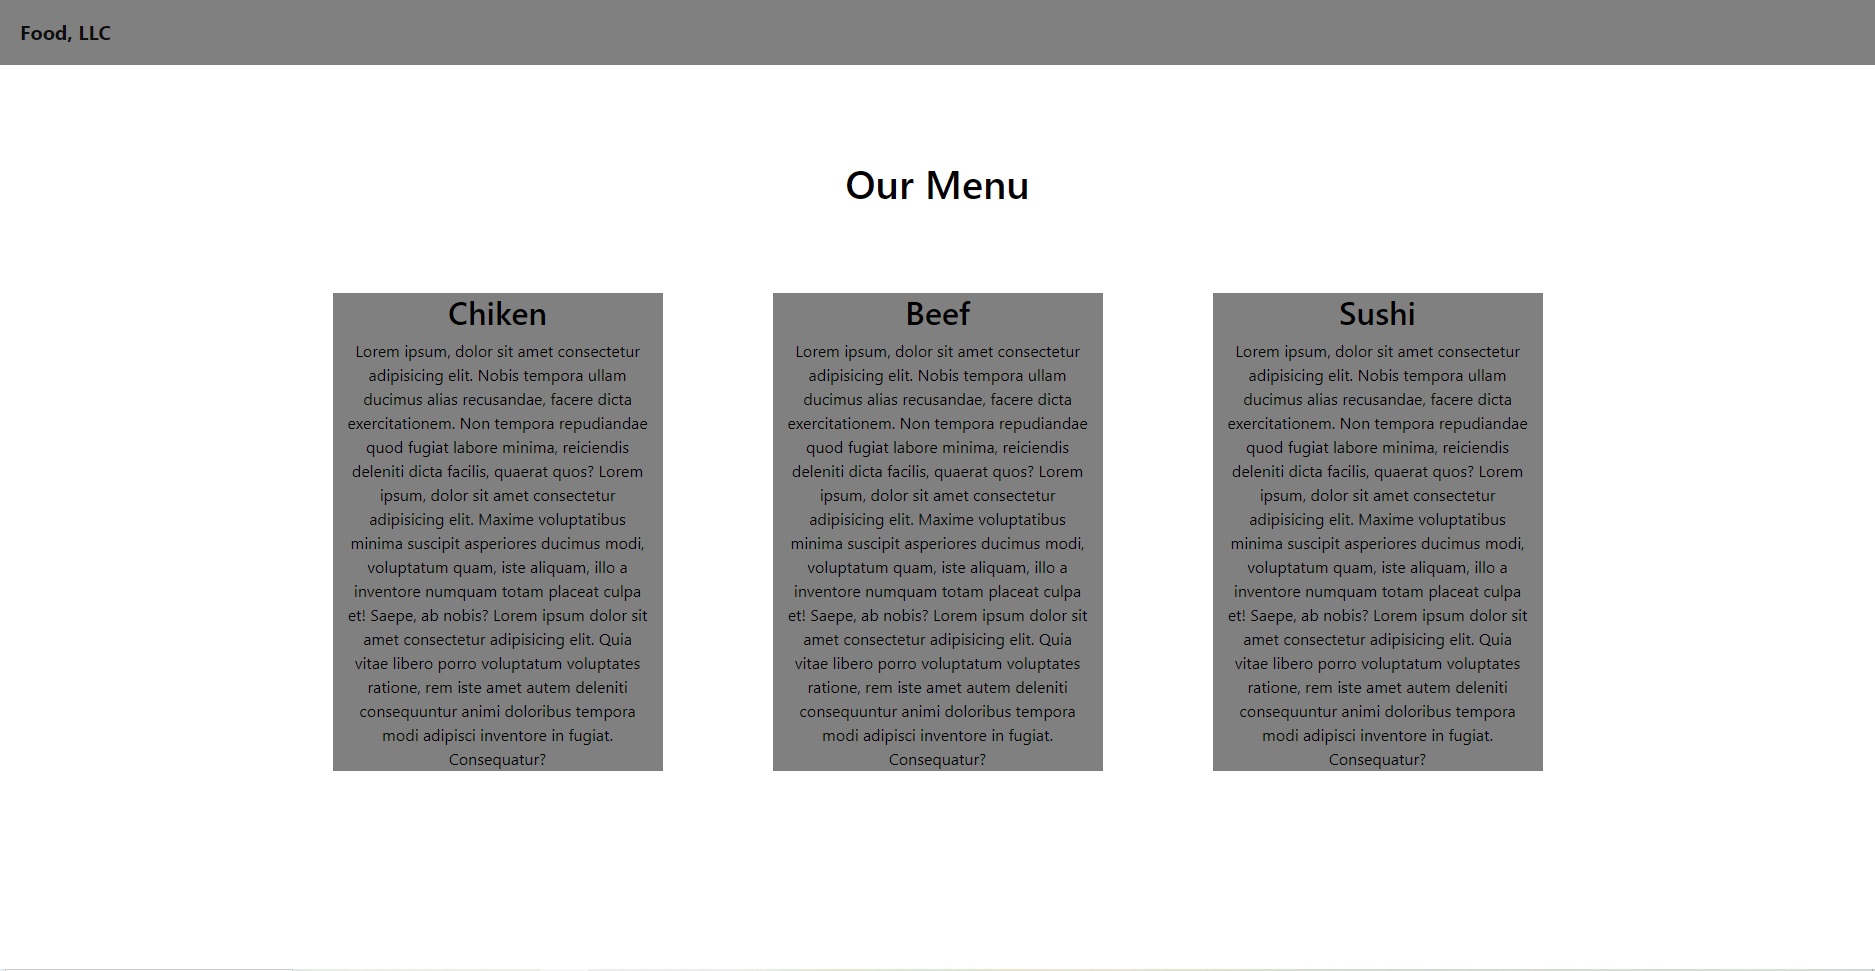 Food, LLC
Our Menu
Chiken
Lorem ipsum, dolor sit amet consectetur
adipisicing elit. Nobis tempora ullam
ducimus alias recusandae, facere dicta
exercitationem. Non tempora repudiandae
quod fugiat labore minima, reiciendis
deleniti dicta facilis, quaerat quos? Lorem
ipsum, dolor sit amet consectetur
adipisicing elit. Maxime voluptatibus
minima suscipit asperiores ducimus modi,
voluptatum quam, iste aliquam, illo a
inventore numquam totam placeat culpa
et! Saepe, ab nobis? Lorem ipsum dolor sit
amet consectetur adipisicing elit. Quia
vitae libero porro voluptatum voluptates
ratione, rem iste amet autem deleniti
consequuntur animi doloribus tempora
modi adipisci inventore in fugiat.
Consequatur?
Beef
Lorem ipsum, dolor sit amet consectetur
adipisicing elit. Nobis tempora ullam
ducimus alias recusandae, facere dicta
exercitationem. Non tempora repudiandae
quod fugiat labore minima, reiciendis
deleniti dicta facilis, quaerat quos? Lorem
ipsum, dolor sit amet consectetur
adipisicing elit. Maxime voluptatibus
minima suscipit asperiores ducimus modi,
voluptatum quam, iste aliquam, illo a
inventore numquam totam placeat culpa
et! Saepe, ab nobis? Lorem ipsum dolor sit
amet consectetur adipisicing elit. Quia
vitae libero porro voluptatum voluptates
ratione, rem iste amet autem deleniti
consequuntur animi doloribus tempora
modi adipisci inventore in fugiat.
Consequatur?
Sushi
Lorem ipsum, dolor sit amet consectetur
adipisicing elit. Nobis tempora ullam
ducimus alias recusandae, facere dicta
exercitationem. Non tempora repudiandae
quod fugiat labore minima, reiciendis
deleniti dicta facilis, quaerat quos? Lorem
ipsum, dolor sit amet consectetur
adipisicing elit. Maxime voluptatibus
minima suscipit asperiores ducimus modi,
voluptatum quam, iste aliquam, illo a
inventore numquam totam placeat culpa
et! Saepe, ab nobis? Lorem ipsum dolor sit
amet consectetur adipisicing elit. Quia
vitae libero porro voluptatum voluptates
ratione, rem iste amet autem deleniti
consequuntur animi doloribus tempora
modi adipisci inventore in fugiat.
Consequatur?